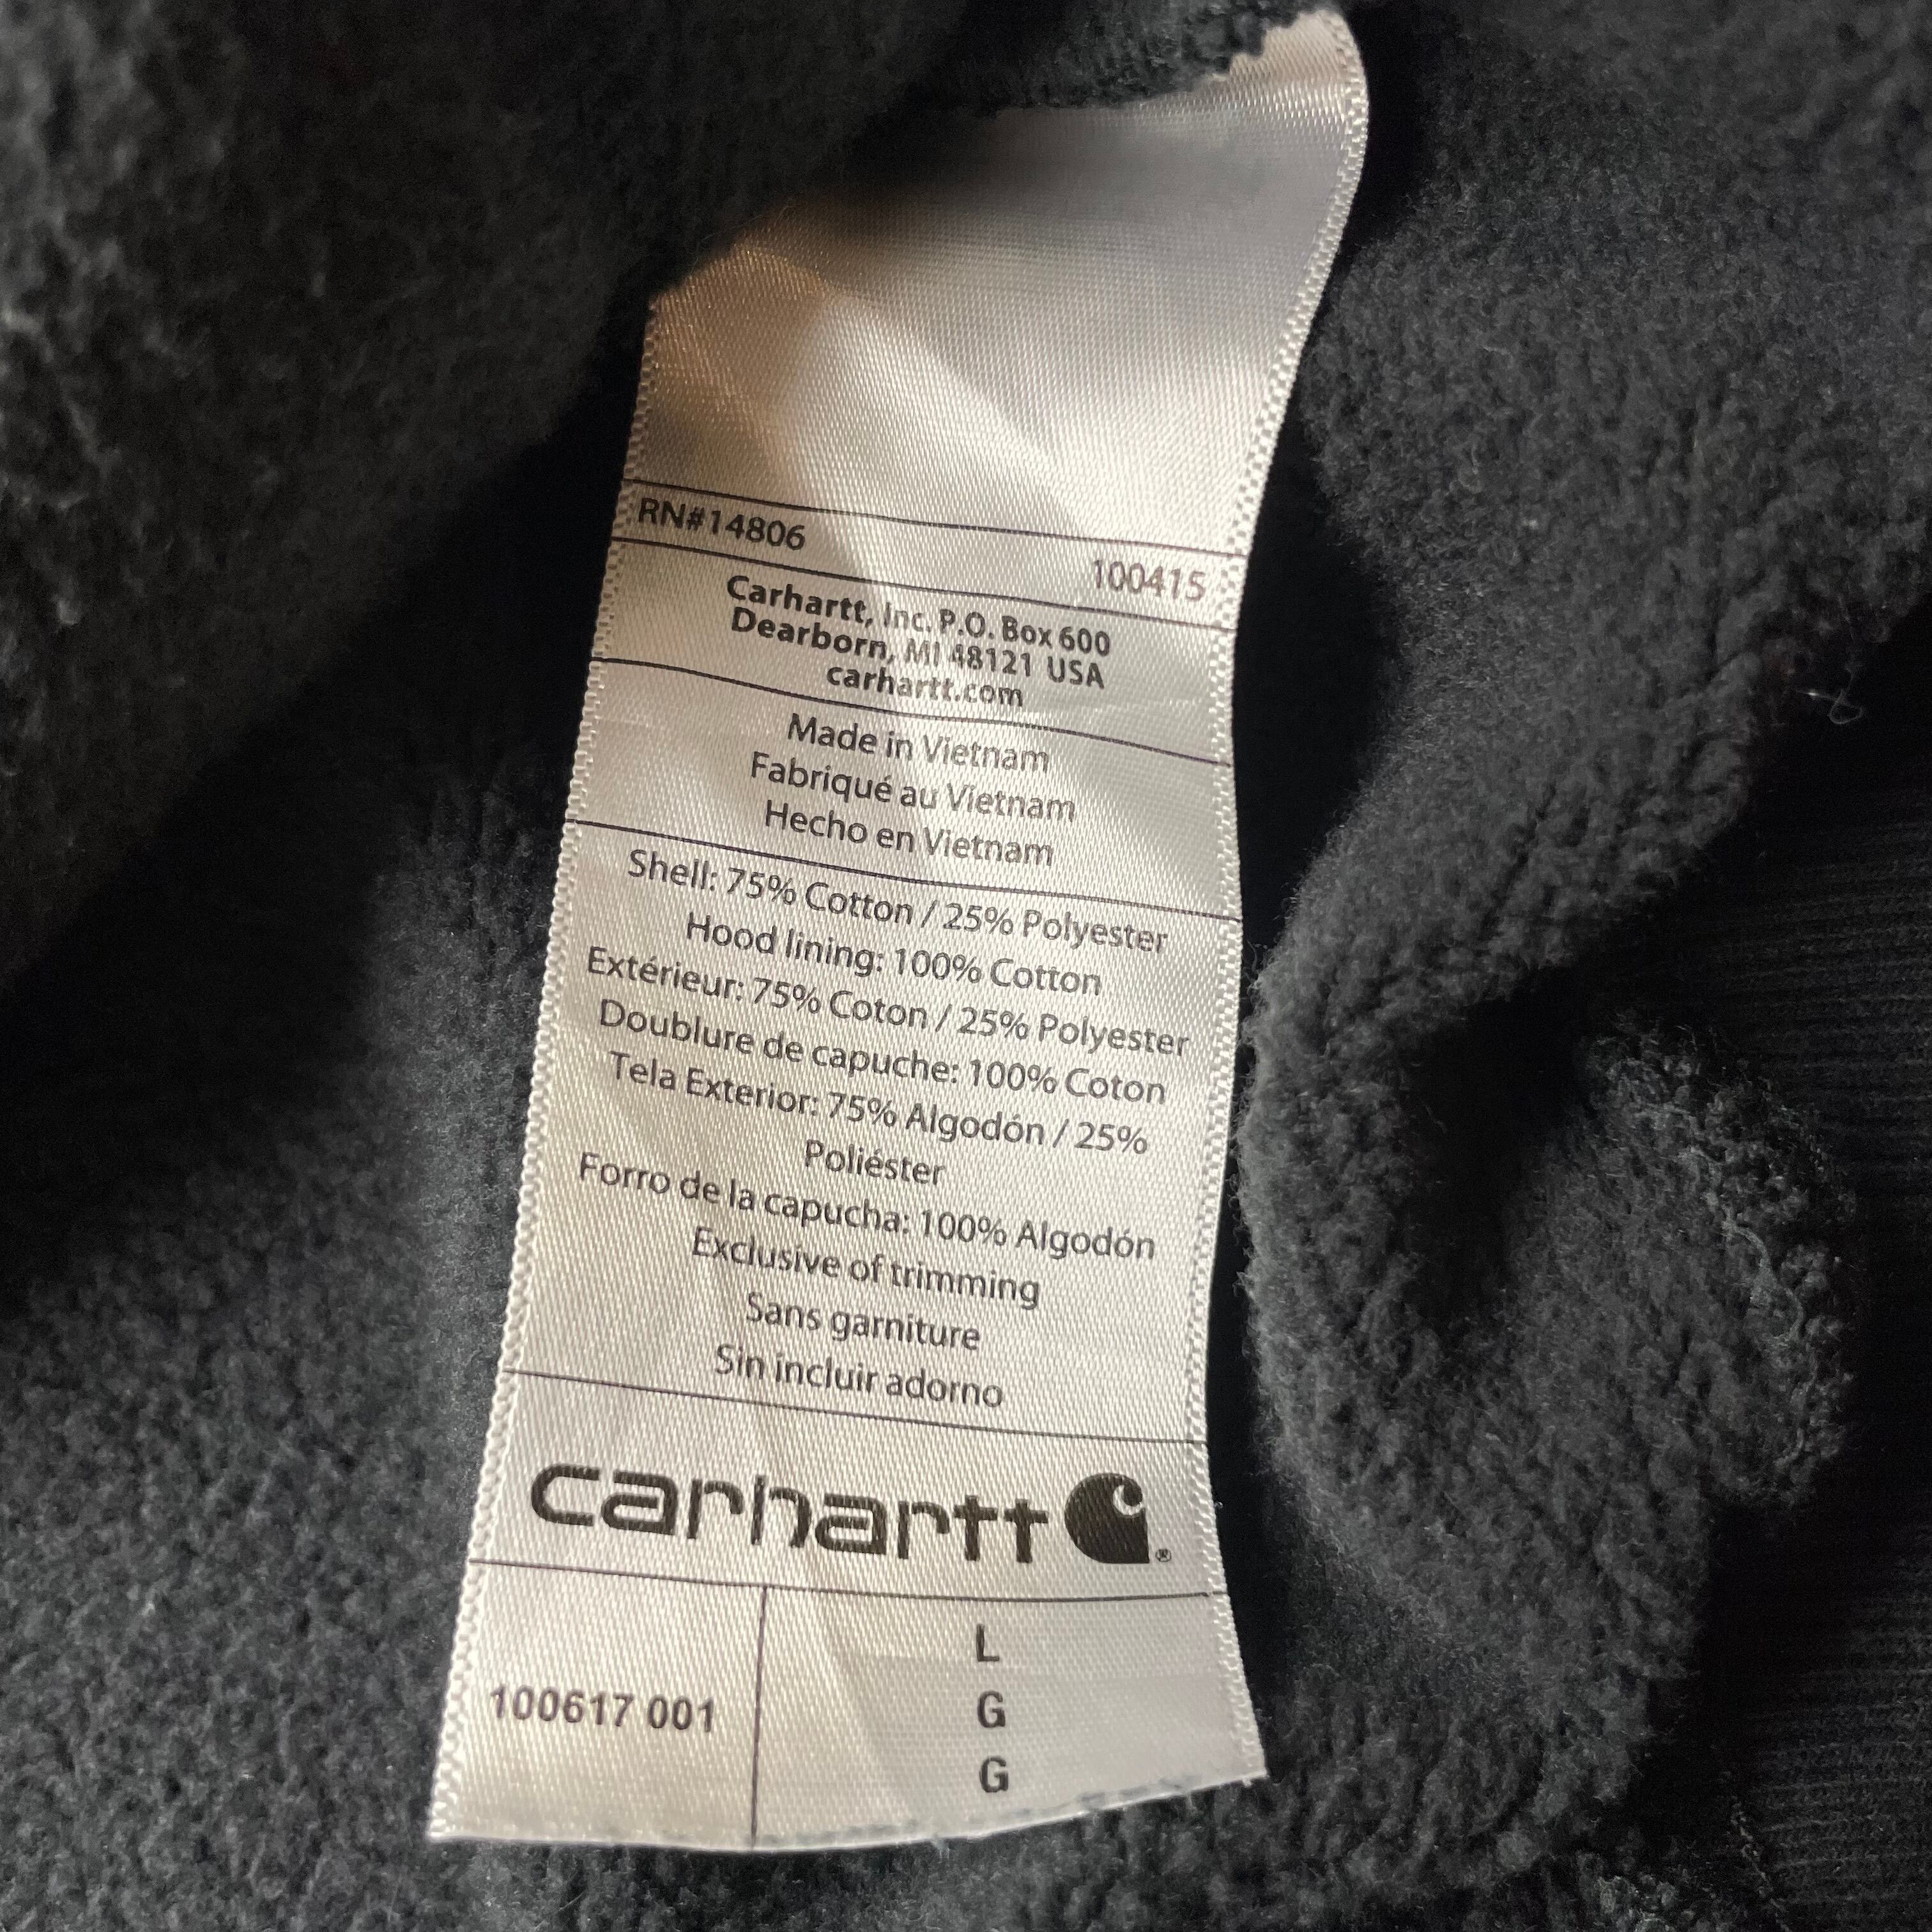 RN#14806
100415
Carhartt, Inc. P.O. Box 600
Dearborn, MI 48121 USA
carhartt.com
Made in Vietnam
Fabriqué au Vietnam
Hecho en Vietnam
Shell: 75% Cotton / 25% Polyester
Hood lining: 100% Cotton
Extérieur: 75% Coton / 25% Polyester
Doublure de capuche: 100% Coton
Tela Exterior: 75% Algodón / 25%
Poliéster
Forro de la capucha: 100% Algodón
Exclusive of trimming
Sans garniture
Sin incluir adorno
carhartt ®
100617 001
L
G
G